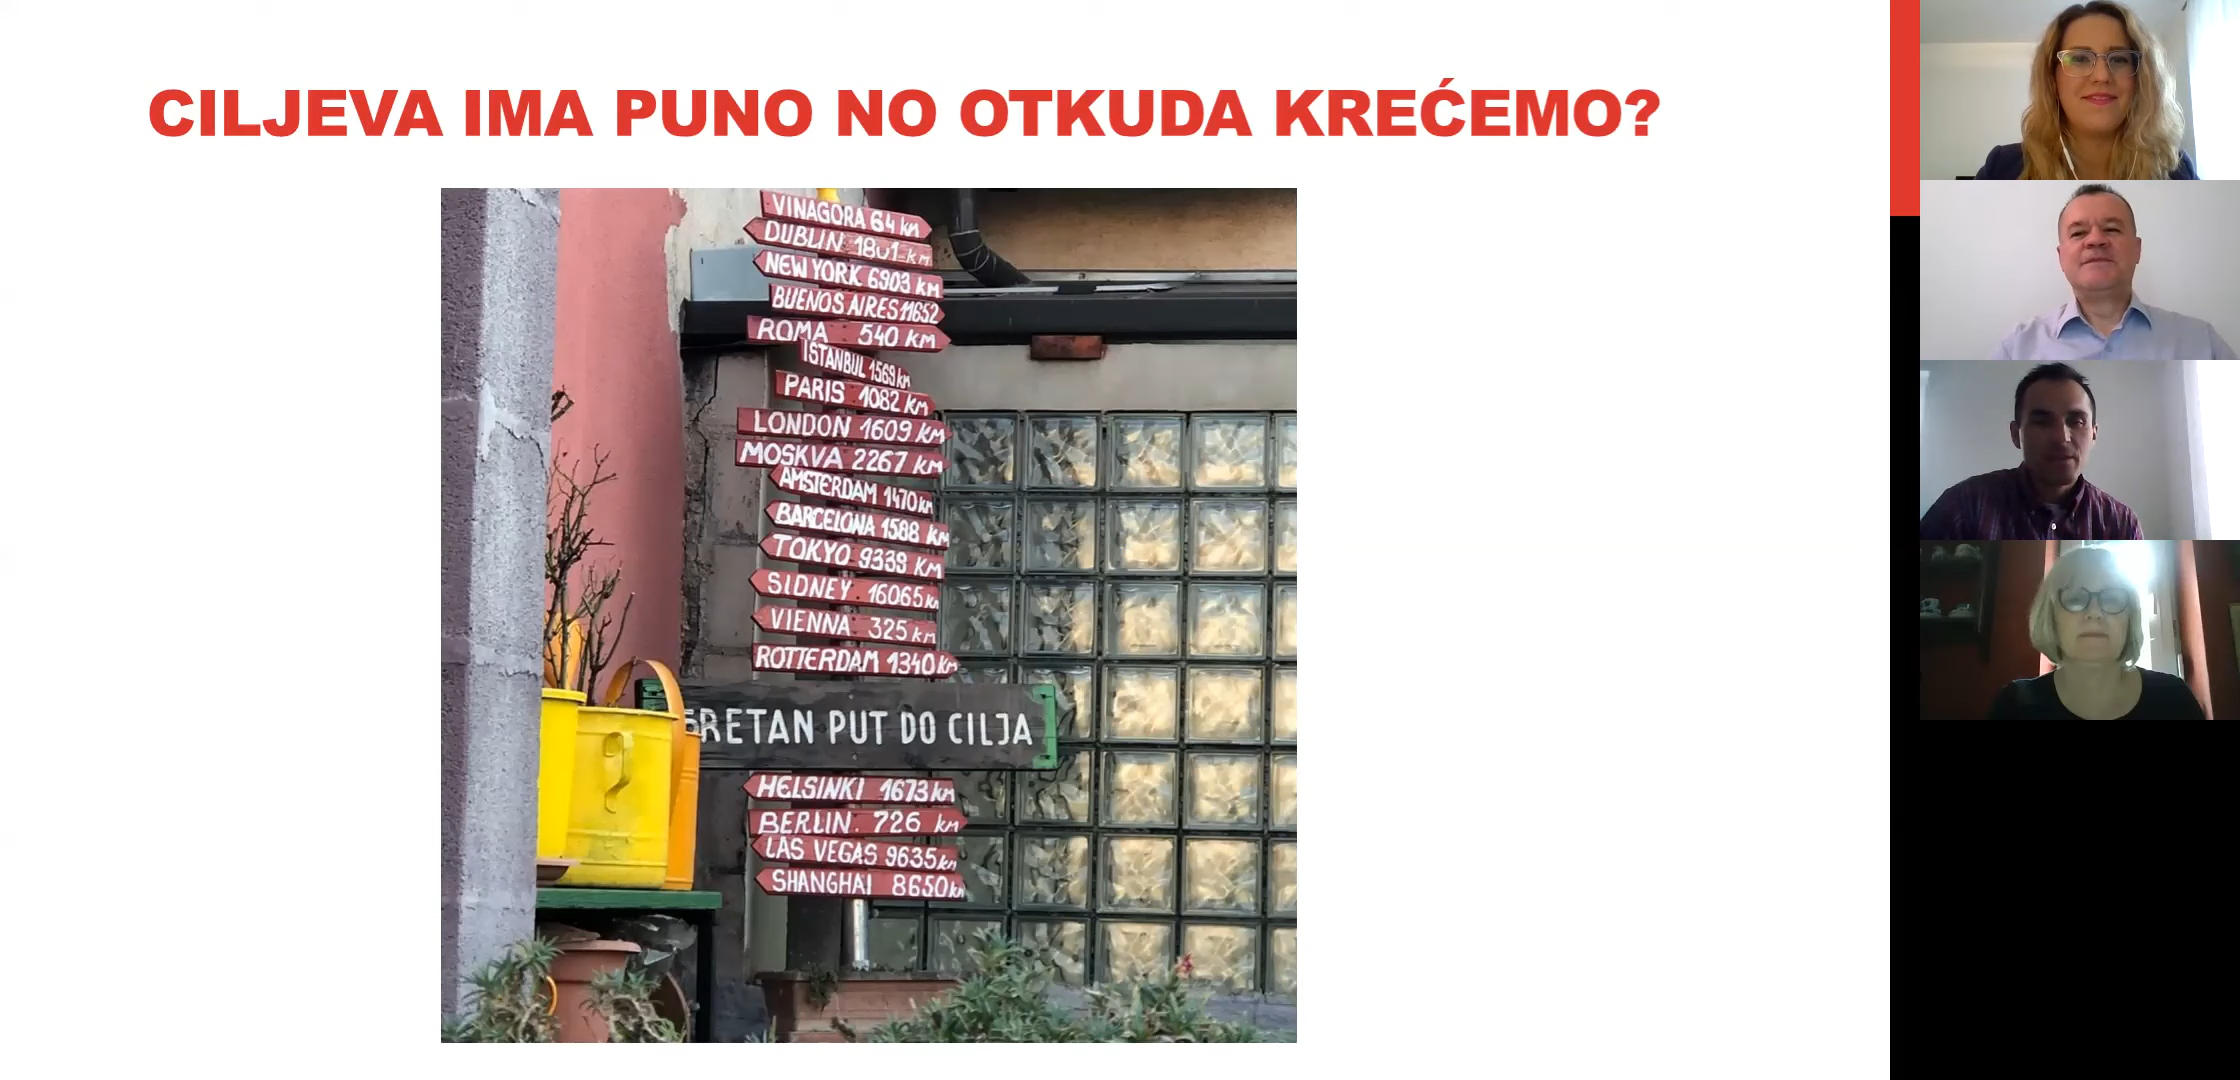 CILJEVA IMA PUNO NO OTKUDA KREĆEMO?
VINAGORA 64 km
DUBLIN 1801 km
NEW YORK 6903 KM
BUENOS AIRES 11652
ROMA 540 KM
ISTANBUL 1569 km
PARIS 1082 KM
LONDON 1609 KM
MOSKVA 2267 KM
AMSTERDAM 1470 km
BARCELONA 1588 KM
TOKYO 9339 KM
SIDNEY 16065 km
VIENNA 325 km
ROTTERDAM 1340 km
SRETAN PUT DO CILJA
HELSINKI 1673 km
BERLIN 726 km
LAS VEGAS 9635 km
SHANGHAI 8650 km